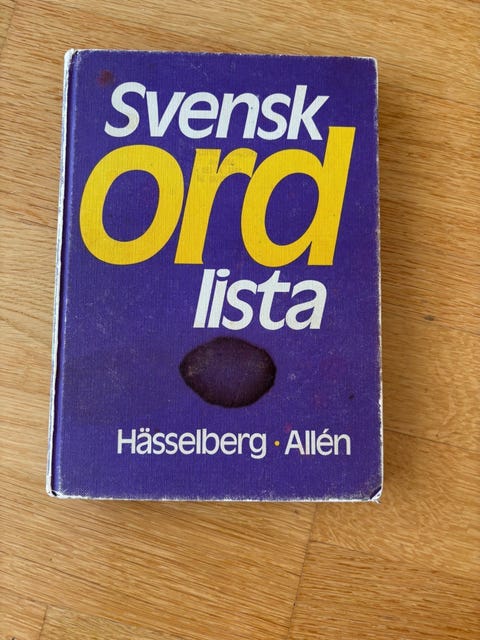 Svensk
ord
lista
Hässelberg · Allén